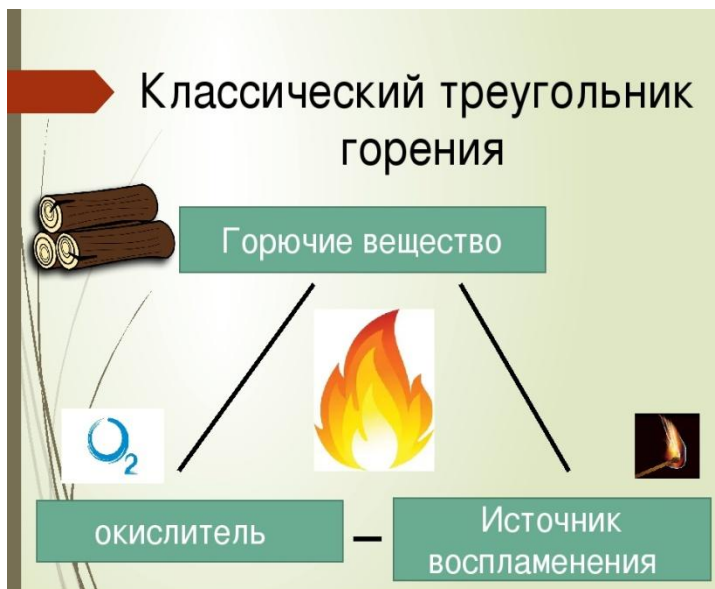 Классический треугольник
горения
Горючие вещество
O2
окислитель
–
Источник
воспламенения